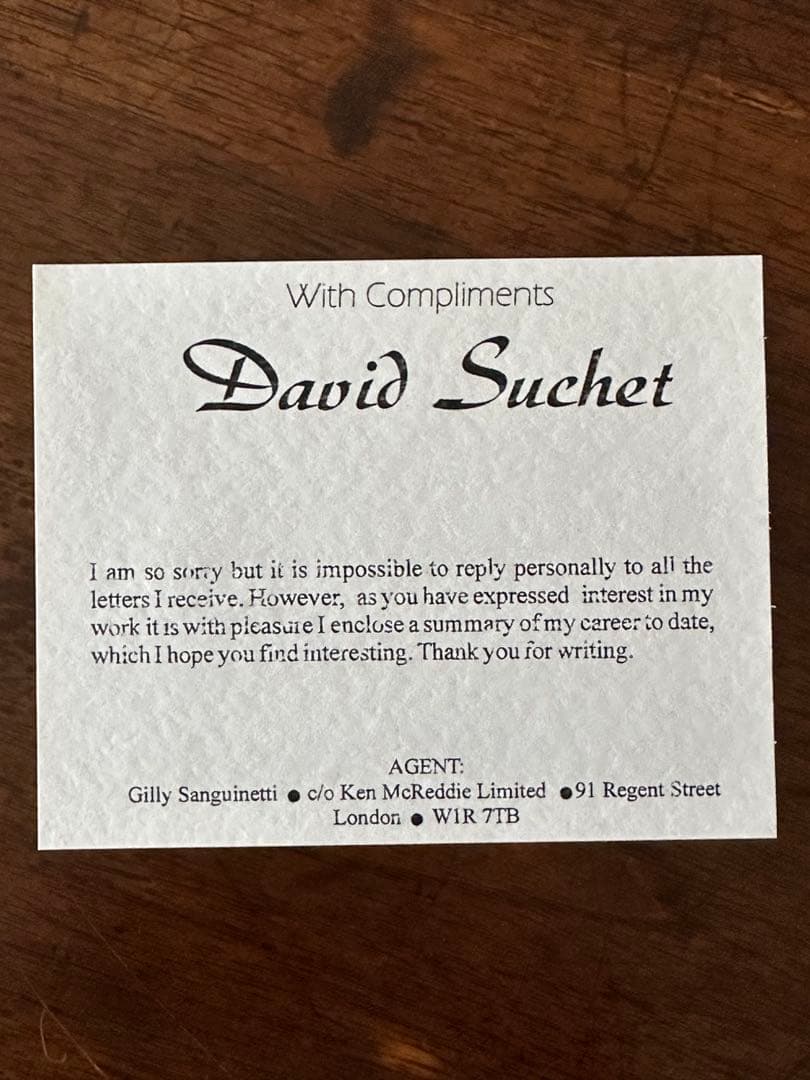 With Compliments
David Suchet
I am so sorry but it is impossible to reply personally to all the
letters I receive. However, as you have expressed interest in my
work it is with pleasure I enclose a summary of my career to date,
which I hope you find interesting. Thank you for writing.
AGENT:
Gilly Sanguinetti ● c/o Ken McReddie Limited ● 91 Regent Street
London ● W1R 7TB